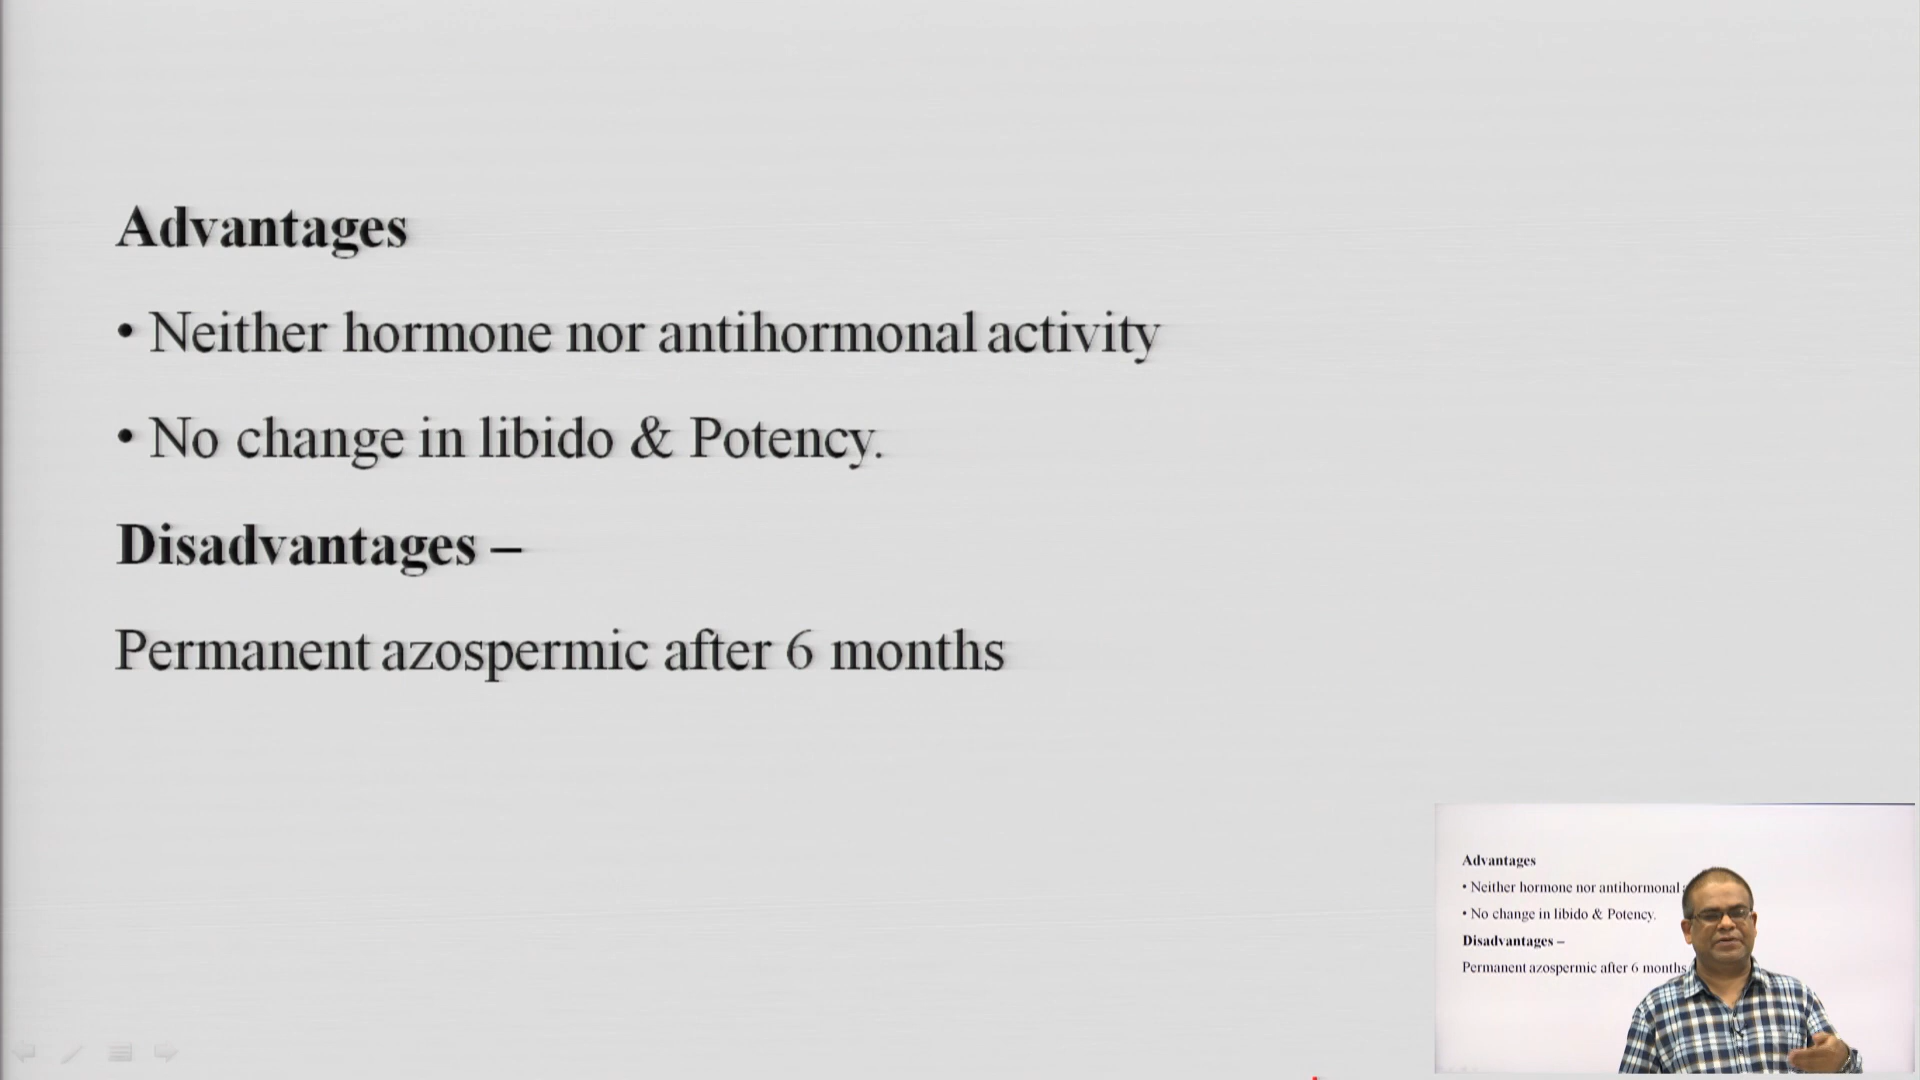 Advantages
• Neither hormone nor antihormonal activity
• No change in libido & Potency.
Disadvantages –
Permanent azospermic after 6 months
Advantages
• Neither hormone nor antihormonal
• No change in libido & Potency.
Disadvantages –
Permanent azospermic after 6 months